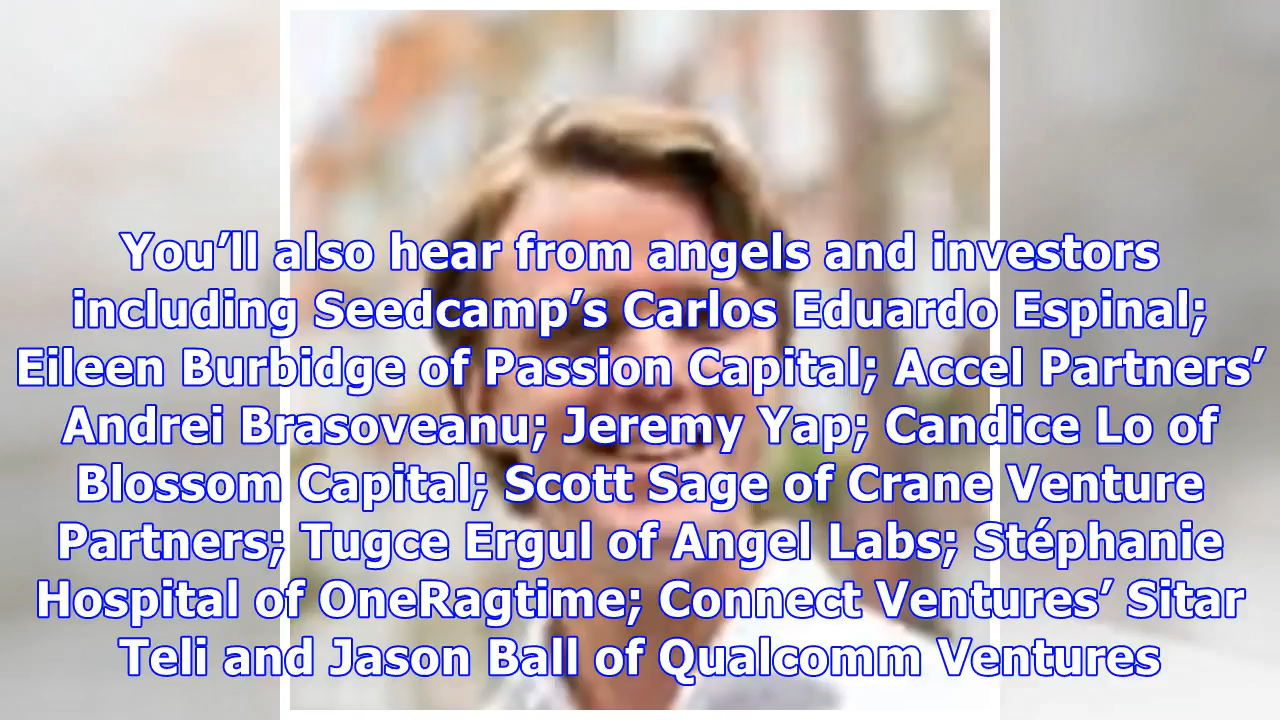 You’ll also hear from angels and investors
including Seedcamp’s Carlos Eduardo Espinal;
Eileen Burbidge of Passion Capital; Accel Partners’
Andrei Brasoveanu; Jeremy Yap; Candice Lo of
Blossom Capital; Scott Sage of Crane Venture
Partners; Tugce Ergul of Angel Labs; Stéphanie
Hospital of OneRagtime; Connect Ventures’ Sitar
Teli and Jason Ball of Qualcomm Ventures